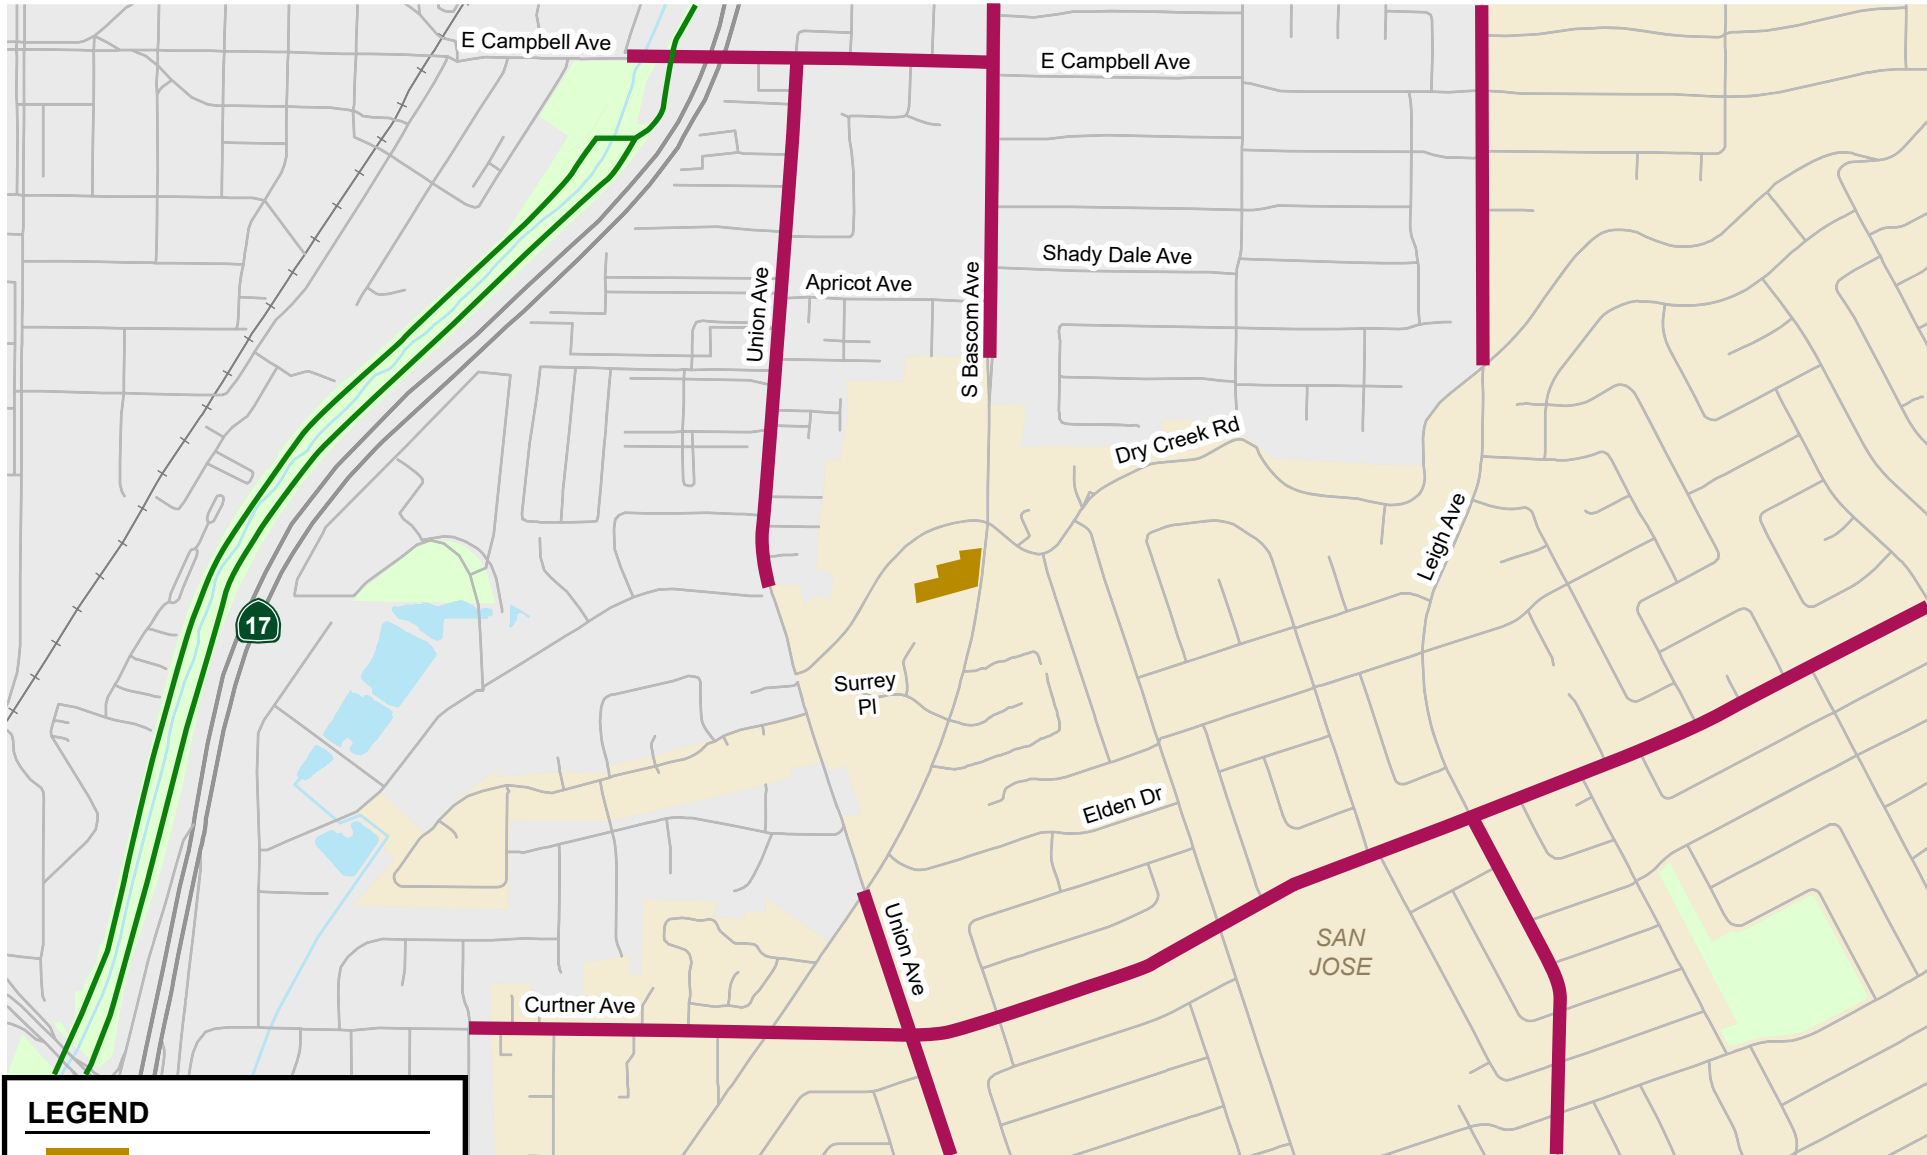 E Campbell Ave
E Campbell Ave
Shady Dale Ave
Union Ave
Apricot Ave
S Bascom Ave
Dry Creek Rd
Leigh Ave
17
Surrey
Pl
Elden Dr
Union Ave
SAN
JOSE
Curtner Ave
LEGEND